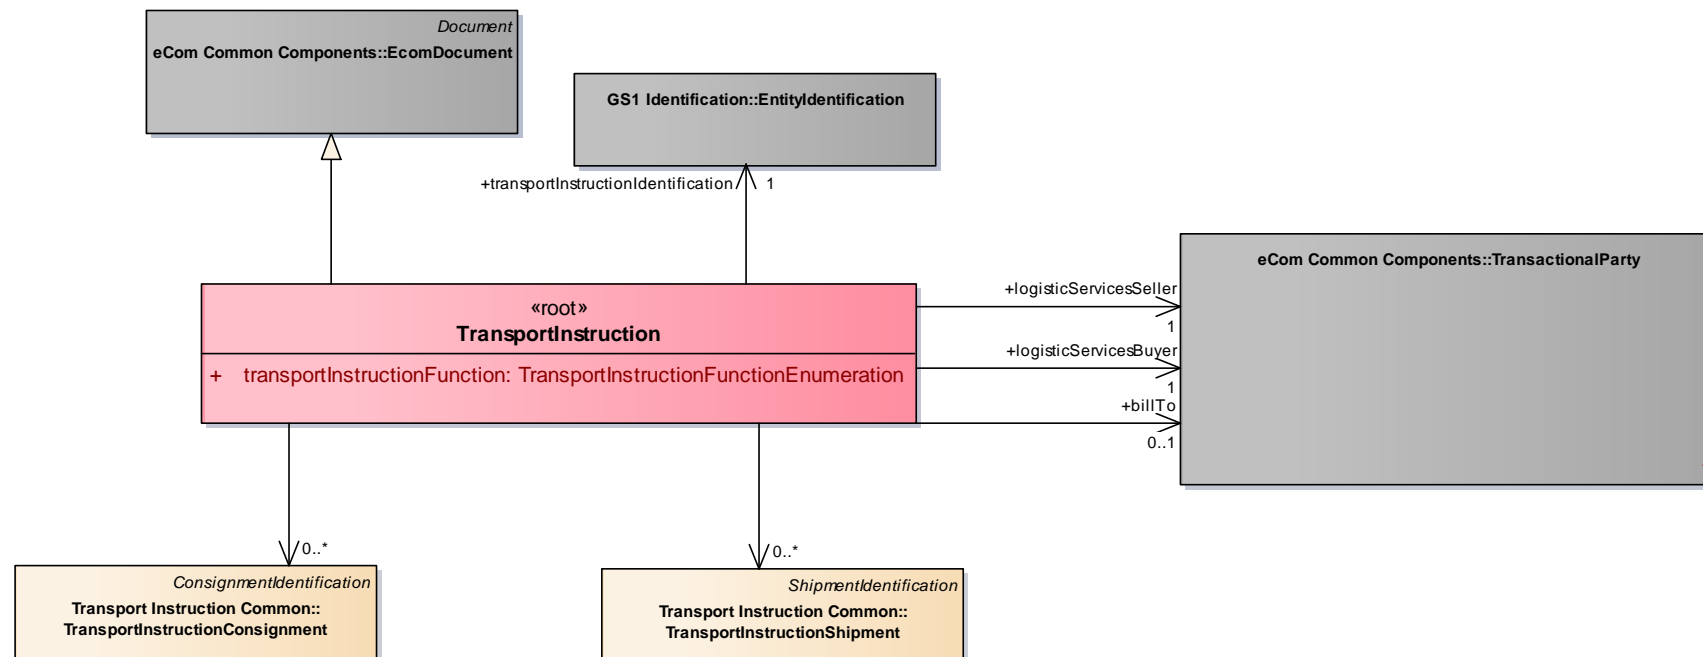 Document
eCom Common Components::EcomDocument
GS1 Identification::EntityIdentification
+transportInstructionIdentification
1
eCom Common Components::TransactionalParty
+logisticServicesSeller
1
«root»
TransportInstruction
+logisticServicesBuyer
1
+ transportInstructionFunction: TransportInstructionFunctionEnumeration
+billTo
0..1
0..*
0..*
ConsignmentIdentification
Transport Instruction Common::
TransportInstructionConsignment
ShipmentIdentification
Transport Instruction Common::
TransportInstructionShipment